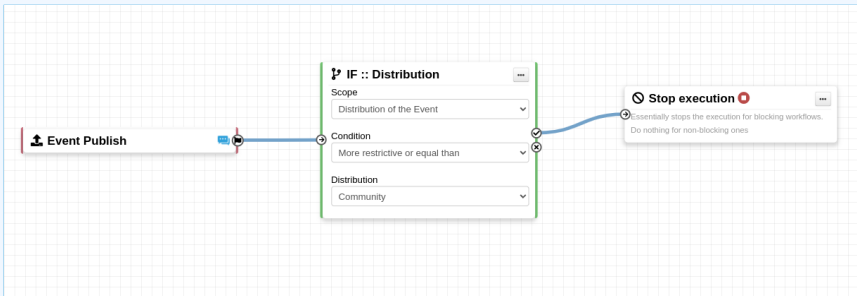 IF :: Distribution
...
Scope
Distribution of the Event
Condition
More restrictive or equal than
Distribution
Community
Event Publish
Stop execution
...
Essentially stops the execution for blocking workflows.
Do nothing for non-blocking ones